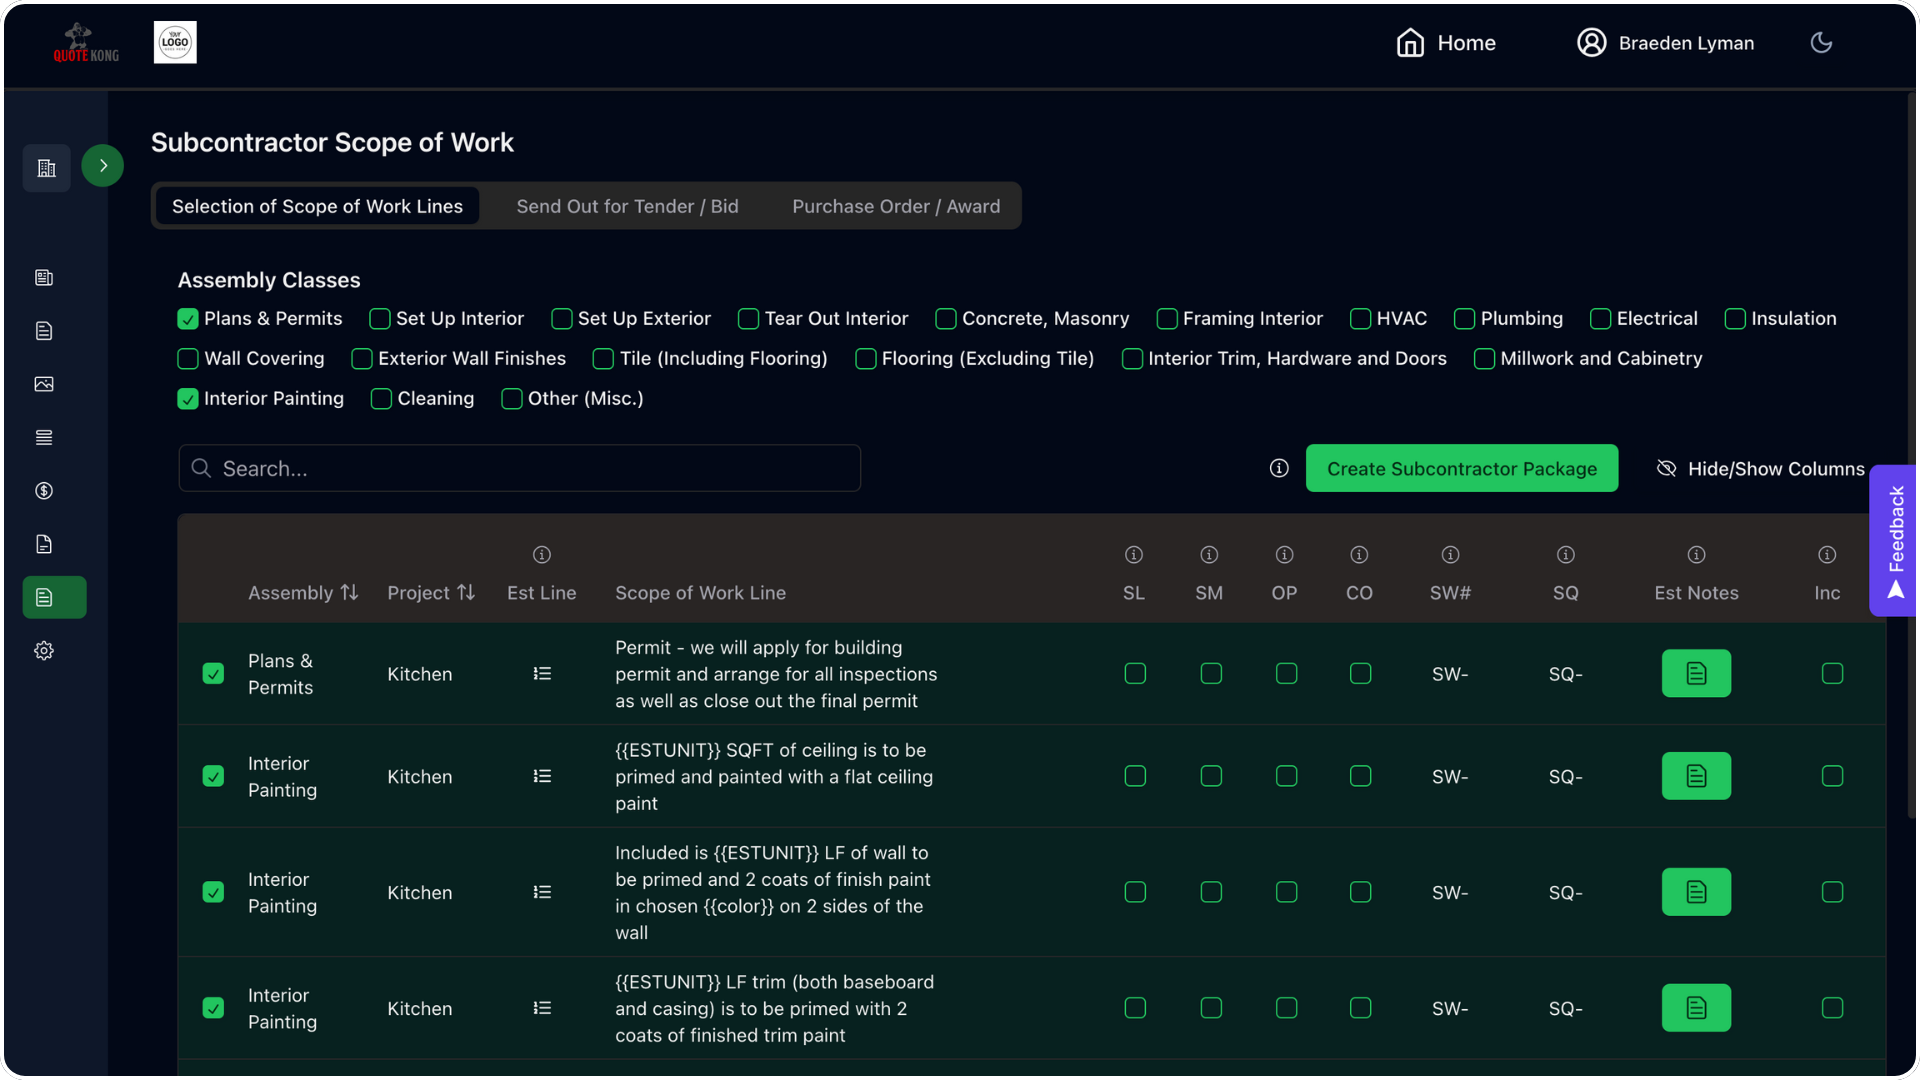 QUOTE KONG
YOUR
LOGO
Home
Braeden Lyman
Subcontractor Scope of Work
Selection of Scope of Work Lines
Send Out for Tender / Bid
Purchase Order / Award
Assembly Classes
Plans & Permits Set Up Interior Set Up Exterior Tear Out Interior Concrete, Masonry Framing Interior HVAC Plumbing Electrical Insulation
Wall Covering Exterior Wall Finishes Tile (Including Flooring) Flooring (Excluding Tile) Interior Trim, Hardware and Doors Millwork and Cabinetry
Interior Painting Cleaning Other (Misc.)
Search...
Create Subcontractor Package
Hide/Show Columns
Feedback
Assembly Project Est Line Scope of Work Line SL SM OP CO SW# SQ Est Notes Inc
Plans &
Permits
Kitchen
Permit - we will apply for building
permit and arrange for all inspections
as well as close out the final permit
SW-
SQ-
Interior
Painting
Kitchen
{{ESTUNIT}} SQFT of ceiling is to be
primed and painted with a flat ceiling
paint
SW-
SQ-
Interior
Painting
Kitchen
Included is {{ESTUNIT}} LF of wall to
be primed and 2 coats of finish paint
in chosen {{color}} on 2 sides of the
wall
SW-
SQ-
Interior
Painting
Kitchen
{{ESTUNIT}} LF trim (both baseboard
and casing) is to be primed with 2
coats of finished trim paint
SW-
SQ-